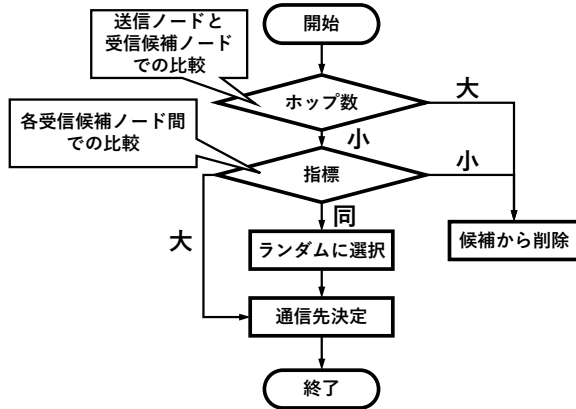 送信ノードと
受信候補ノード
での比較
開始
ホップ数
大
小
各受信候補ノード間
での比較
指標
小
大
同
ランダムに選択
候補から削除
通信先決定
終了